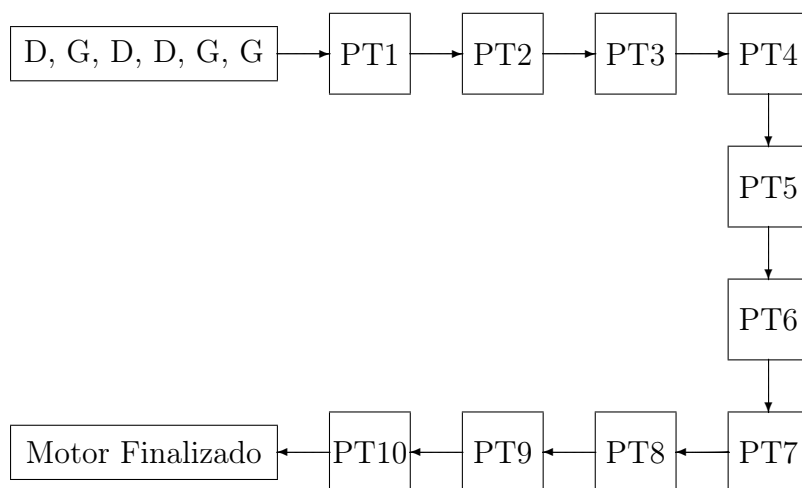 D, G, D, D, G, G
PT1
PT2
PT3
PT4
PT5
PT6
PT7
PT8
PT9
PT10
Motor Finalizado